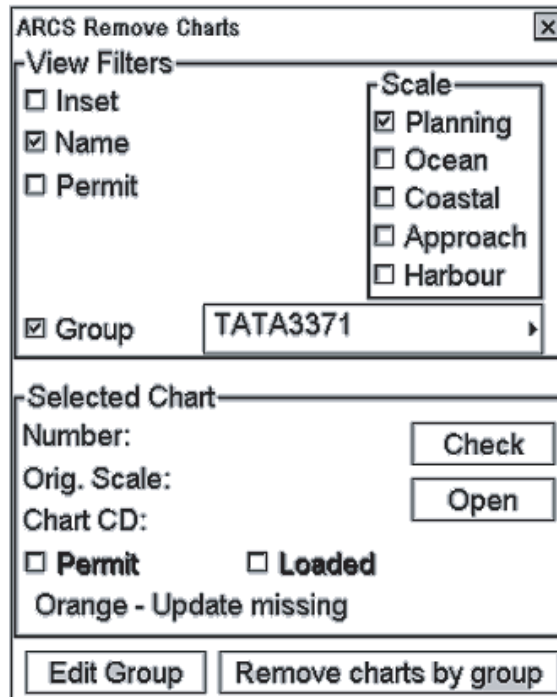 ARCS Remove Charts
View Filters
Inset
Name
Permit
Scale
Planning
Ocean
Coastal
Approach
Harbour
Group
TATA3371
Selected Chart
Number:
Orig. Scale:
Chart CD:
Check
Open
Permit
Loaded
Orange - Update missing
Edit Group
Remove charts by group